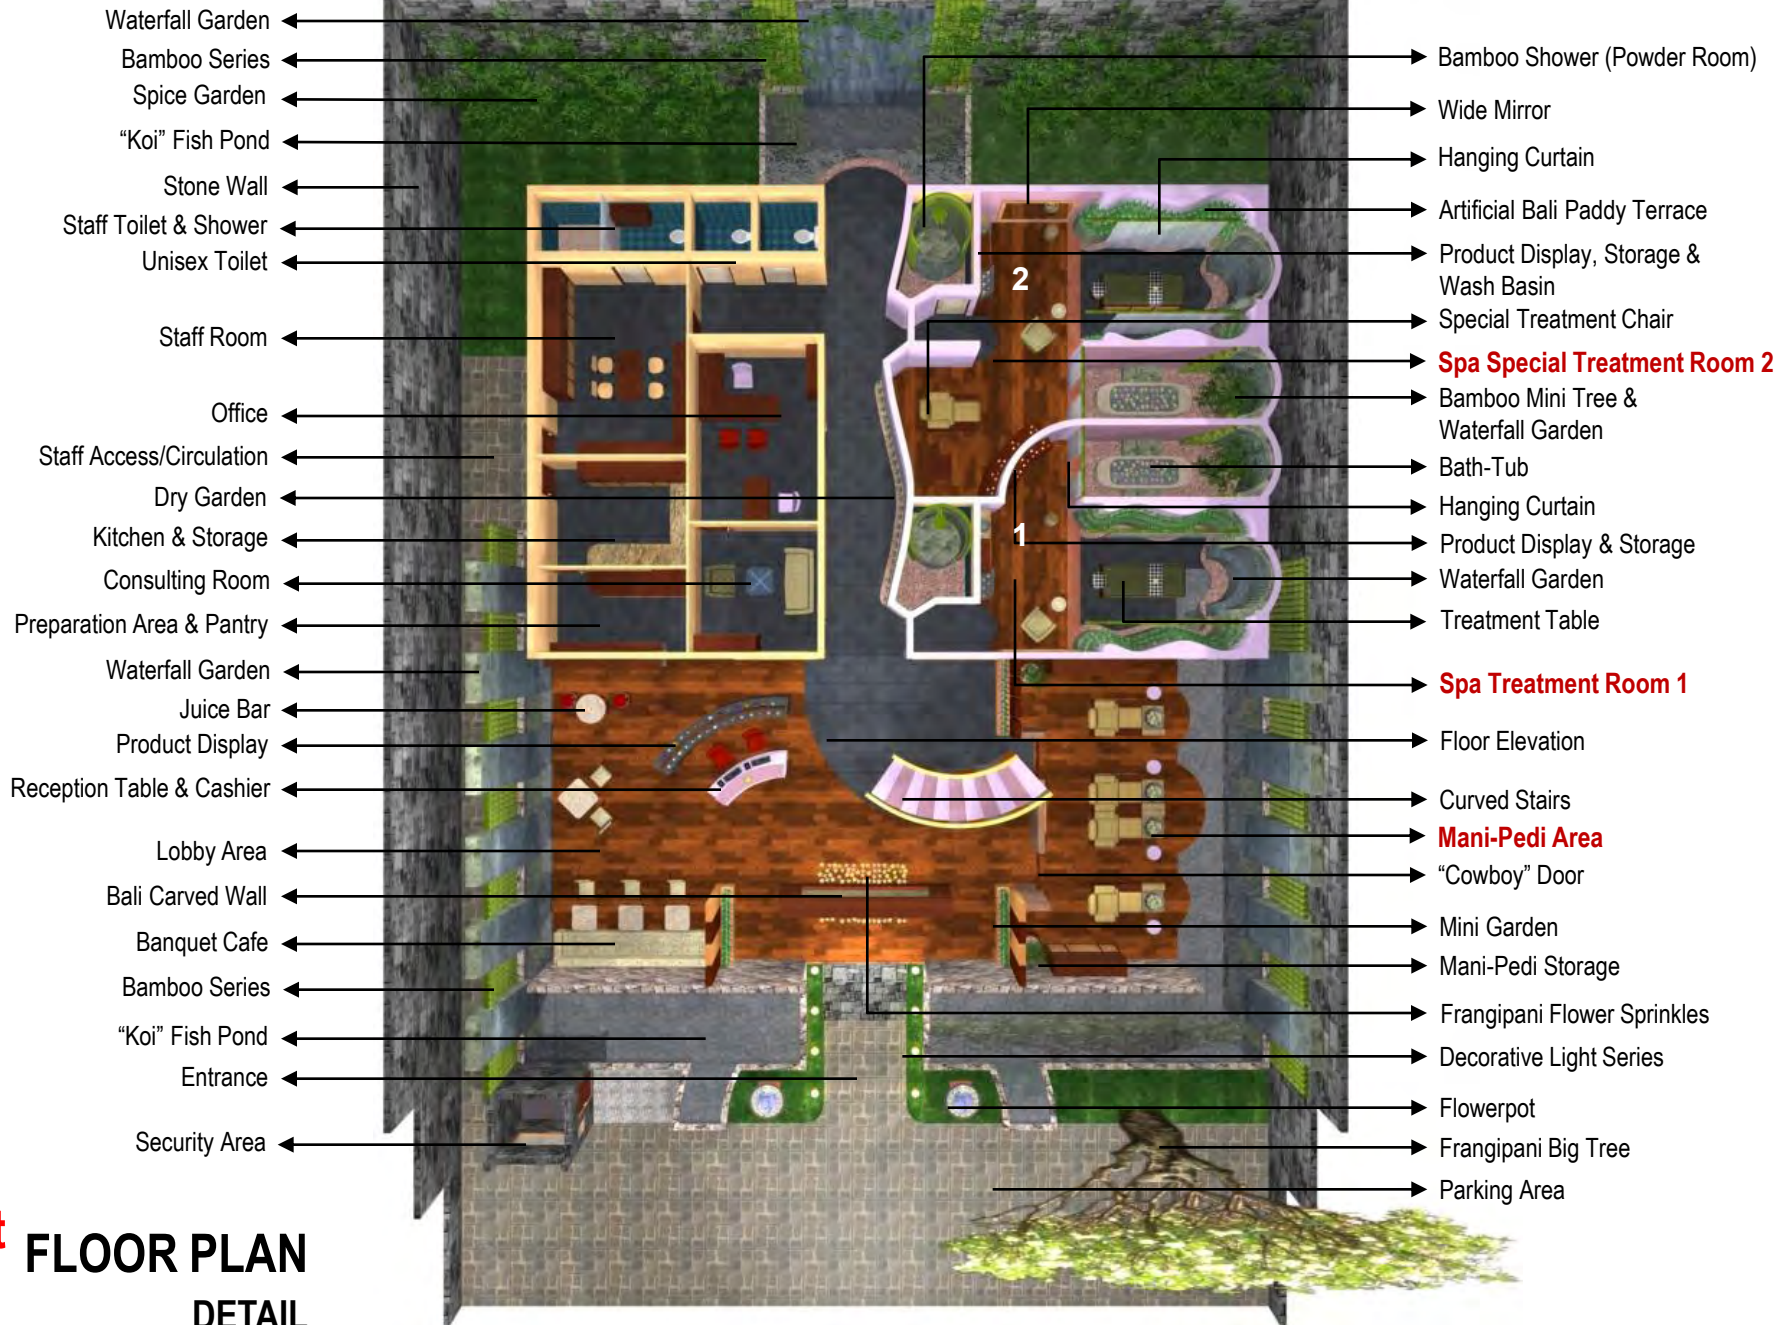 Waterfall Garden
Bamboo Series
Spice Garden
“Koi” Fish Pond
Stone Wall
Staff Toilet & Shower
Unisex Toilet
Staff Room
Office
Staff Access/Circulation
Dry Garden
Kitchen & Storage
Consulting Room
Preparation Area & Pantry
Waterfall Garden
Juice Bar
Product Display
Reception Table & Cashier
Lobby Area
Bali Carved Wall
Banquet Cafe
Bamboo Series
“Koi” Fish Pond
Entrance
Security Area
2
1
Bamboo Shower (Powder Room)
Wide Mirror
Hanging Curtain
Artificial Bali Paddy Terrace
Product Display, Storage &
Wash Basin
Special Treatment Chair
Spa Special Treatment Room 2
Bamboo Mini Tree &
Waterfall Garden
Bath-Tub
Hanging Curtain
Product Display & Storage
Waterfall Garden
Treatment Table
Spa Treatment Room 1
Floor Elevation
Curved Stairs
Mani-Pedi Area
“Cowboy” Door
Mini Garden
Mani-Pedi Storage
Frangipani Flower Sprinkles
Decorative Light Series
Flowerpot
Frangipani Big Tree
Parking Area
t
FLOOR PLAN
DETAIL